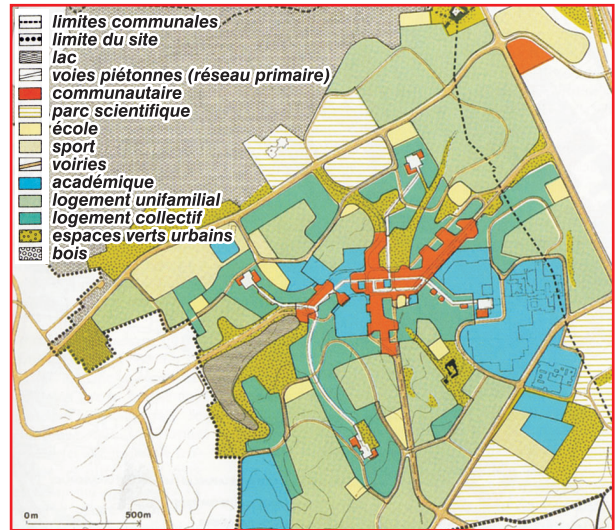 limites communales
limite du site
lac
voies piétonnes (réseau primaire)
communautaire
parc scientifique
école
sport
voiries
académique
logement unifamilial
logement collectif
espaces verts urbains
bois
0m 500m